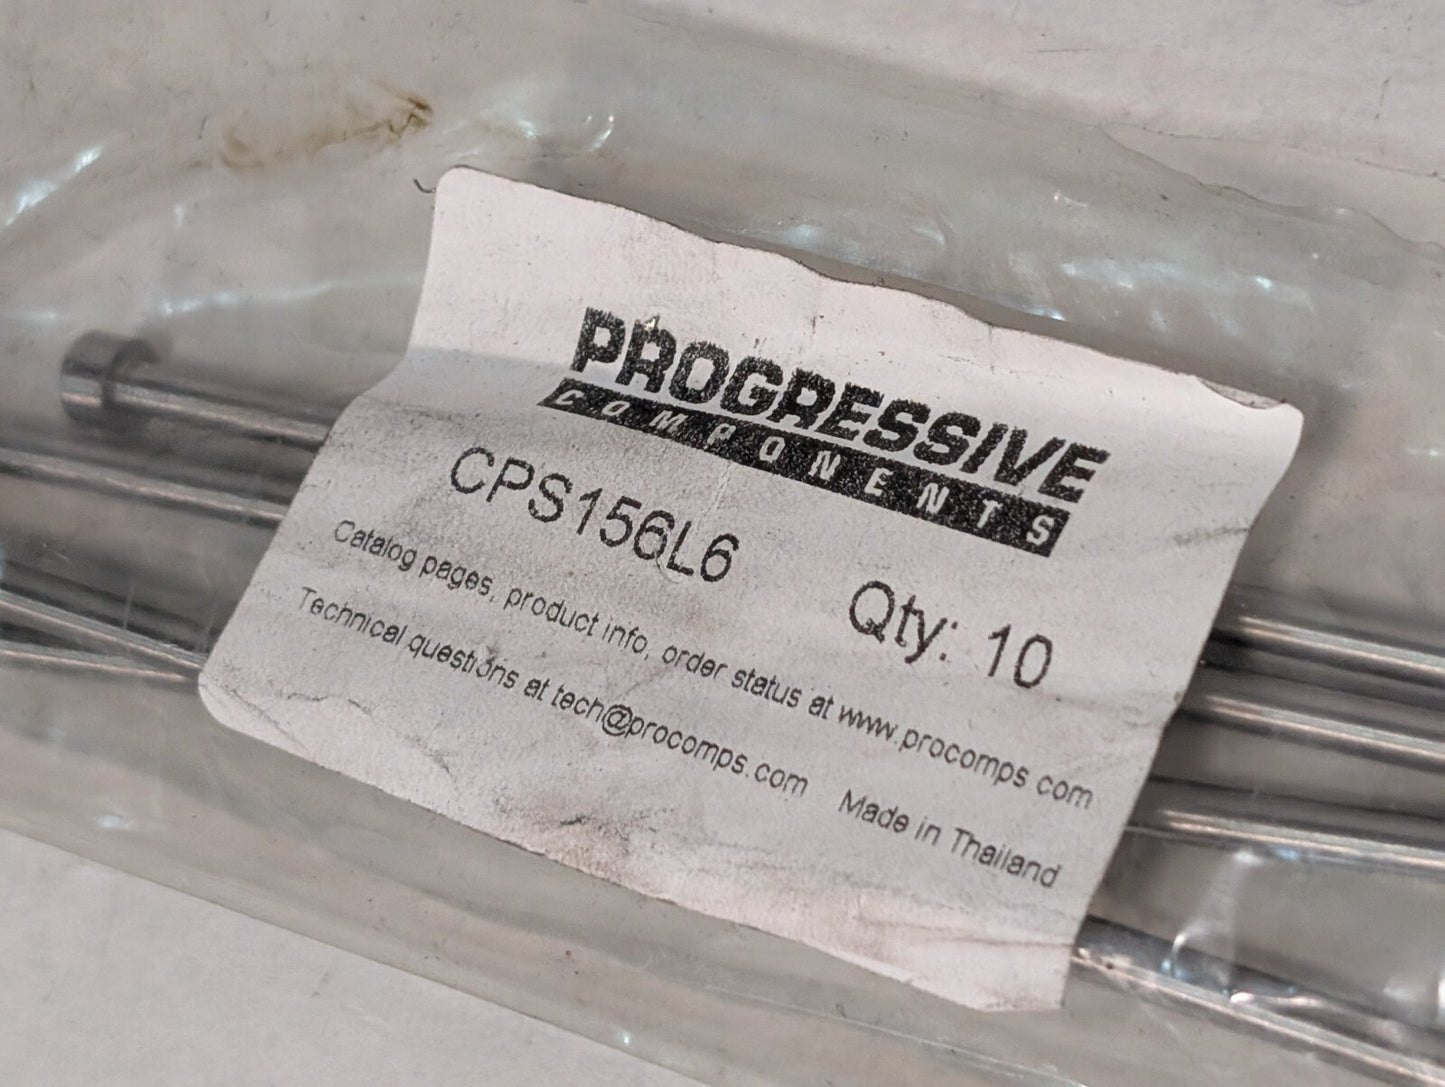 PROGRESSIVE
COMPONENTS
CPS156L6 Qty: 10
Catalog pages, product info, order status at www.procomps.com
Technical questions at tech@procomps.com Made in Thailand